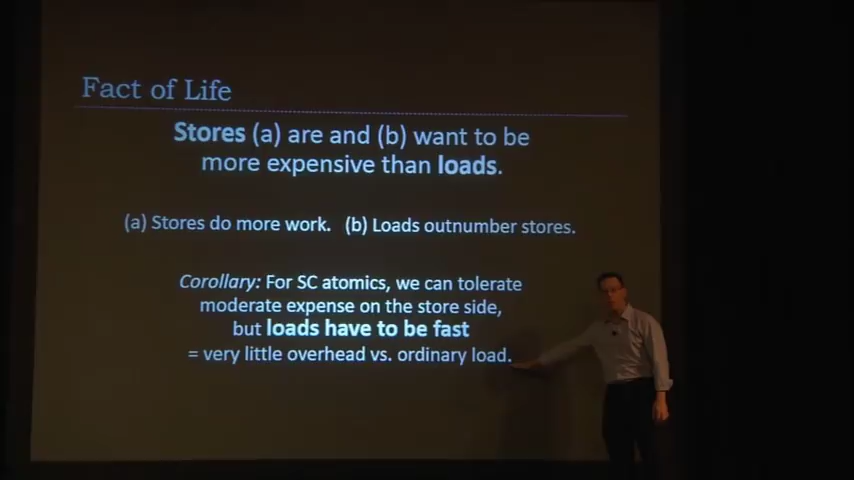 Fact of Life
Stores (a) are and (b) want to be
more expensive than loads.
(a) Stores do more work. (b) Loads outnumber stores.
Corollary: For SC atomics, we can tolerate
moderate expense on the store side,
but loads have to be fast
= very little overhead vs. ordinary load.